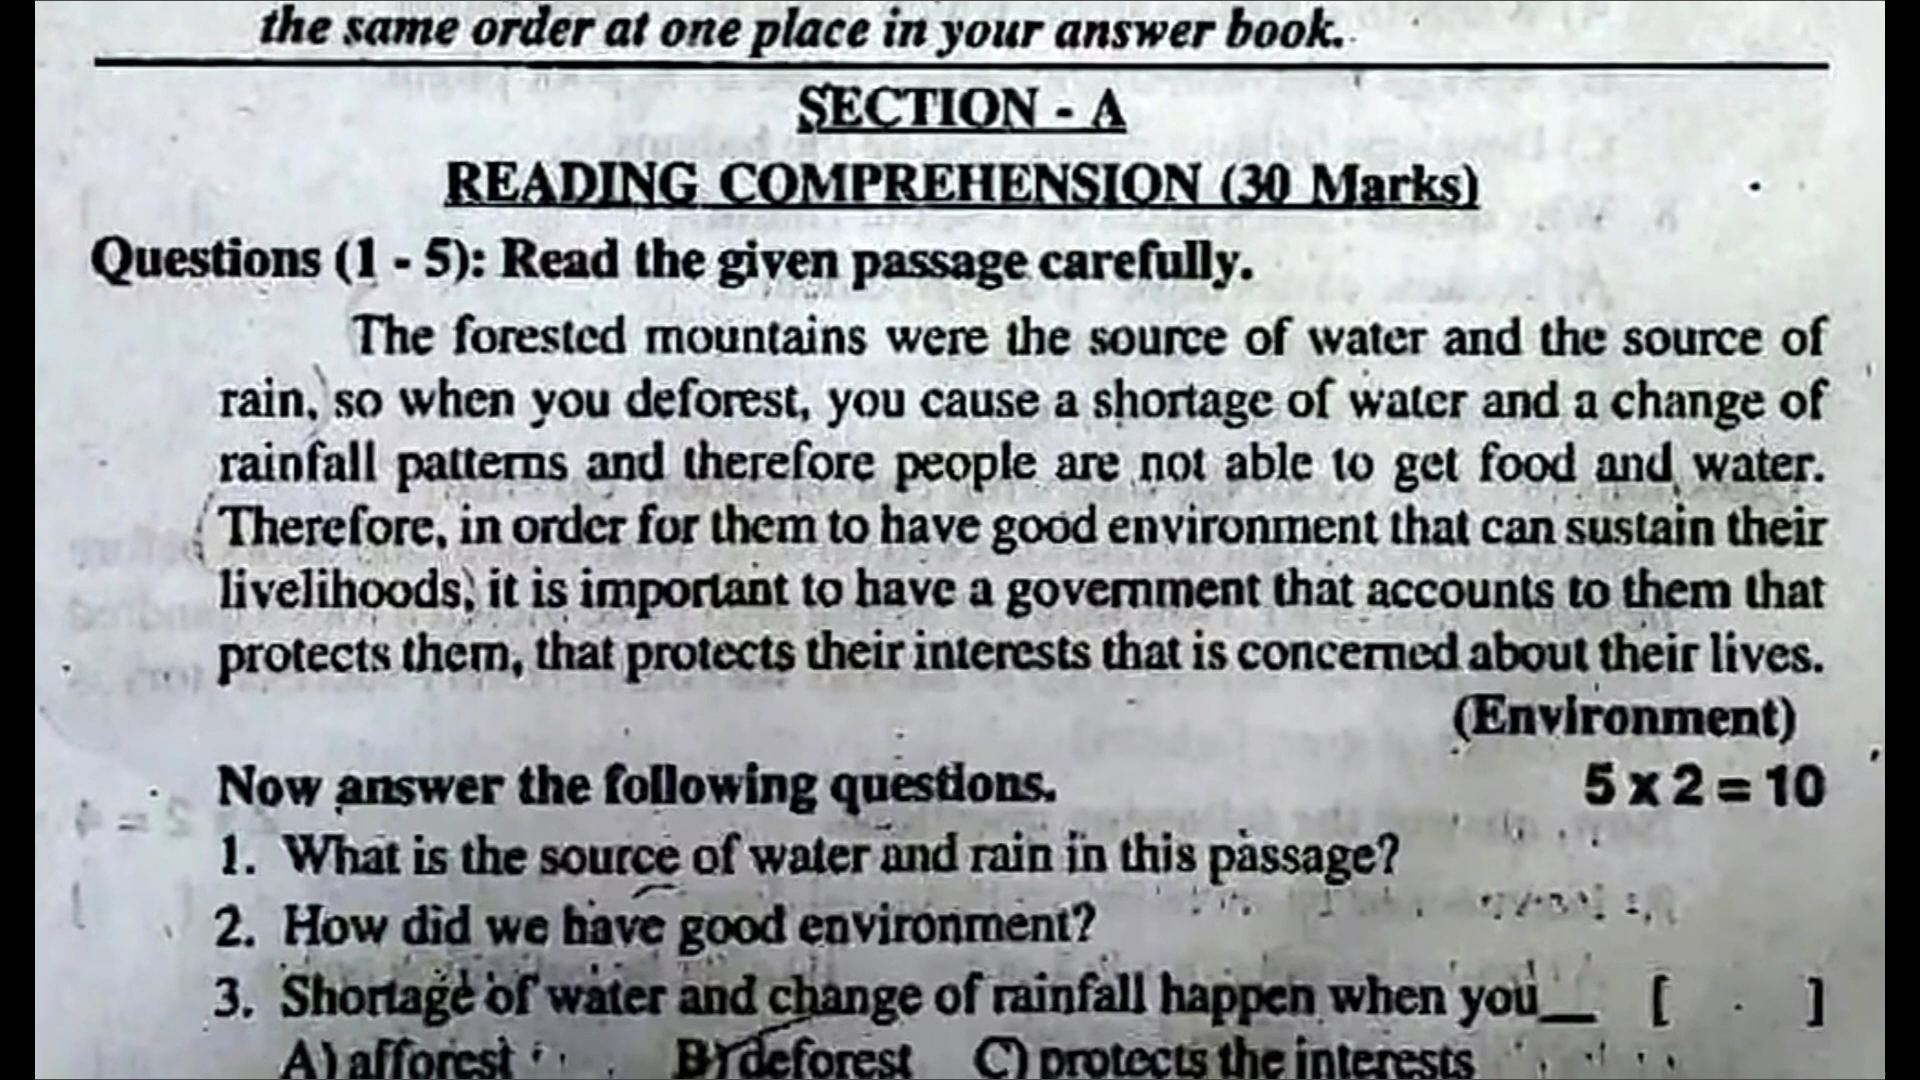 the same order at one place in your answer book.
SECTION - A
READING COMPREHENSION (30 Marks)
Questions (1 - 5): Read the given passage carefully.
The forested mountains were the source of water and the source of
rain, so when you deforest, you cause a shortage of water and a change of
rainfall patterns and therefore people are not able to get food and water.
Therefore, in order for them to have good environment that can sustain their
livelihoods, it is important to have a government that accounts to them that
protects them, that protects their interests that is concerned about their lives.
(Environment)
Now answer the following questions. 5 x 2 = 10
1. What is the source of water and rain in this passage?
2. How did we have good environment?
3. Shortage of water and change of rainfall happen when you__ [ ]
A) afforest B) deforest C) protects the interests